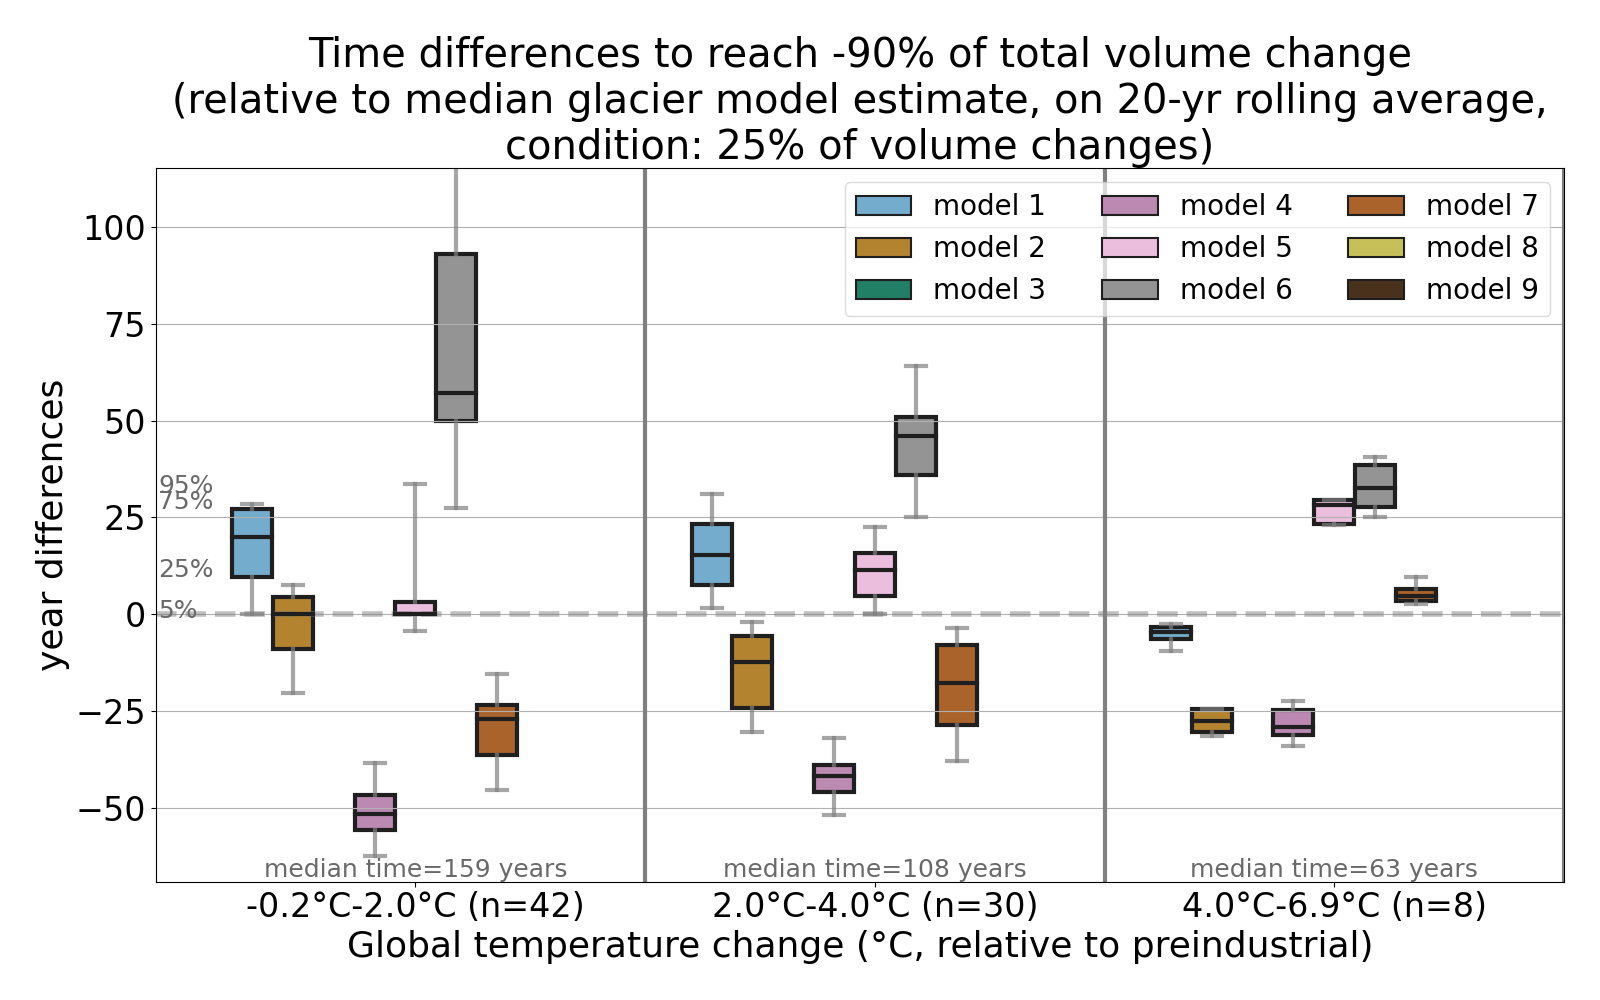 Time differences to reach -90% of total volume change
(relative to median glacier model estimate, on 20-yr rolling average,
condition: 25% of volume changes)
model 1
model 2
model 3
model 4
model 5
model 6
model 7
model 8
model 9
year differences
100
75
50
25
0
−25
−50
95%
75%
25%
5%
median time=159 years
median time=108 years
median time=63 years
-0.2°C-2.0°C (n=42)
2.0°C-4.0°C (n=30)
4.0°C-6.9°C (n=8)
Global temperature change (°C, relative to preindustrial)